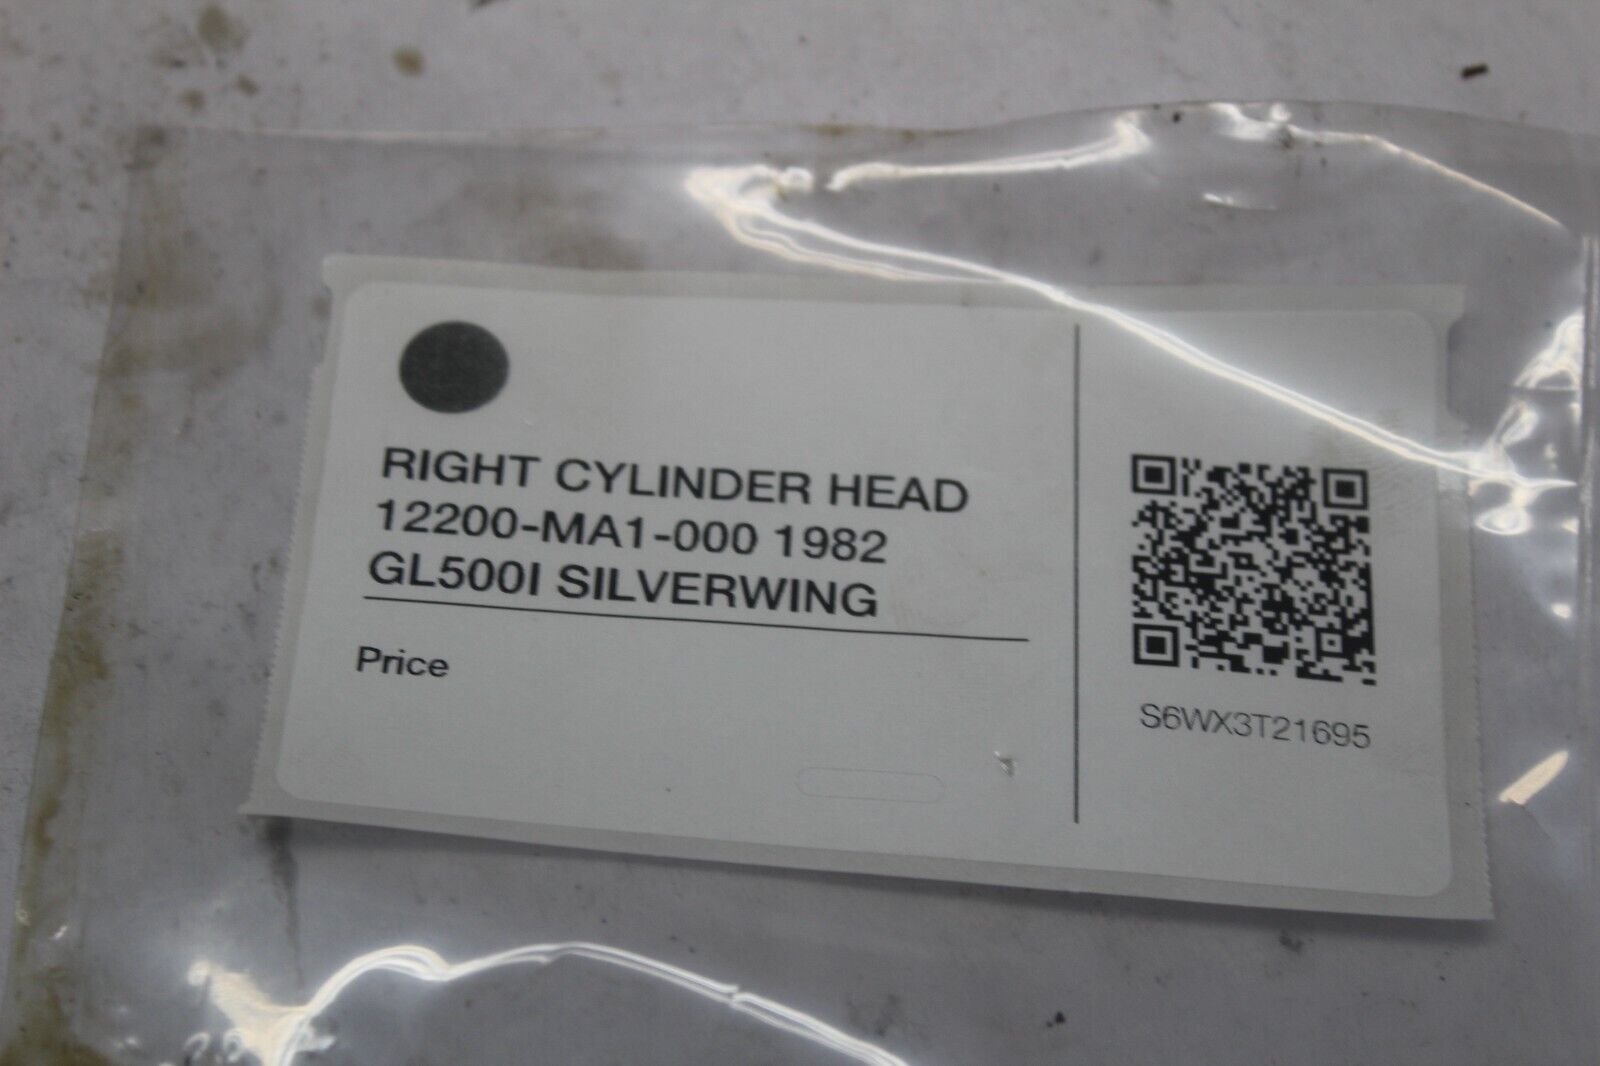 RIGHT CYLINDER HEAD
12200-MA1-000 1982
GL500I SILVERWING
Price
S6WX3T21695